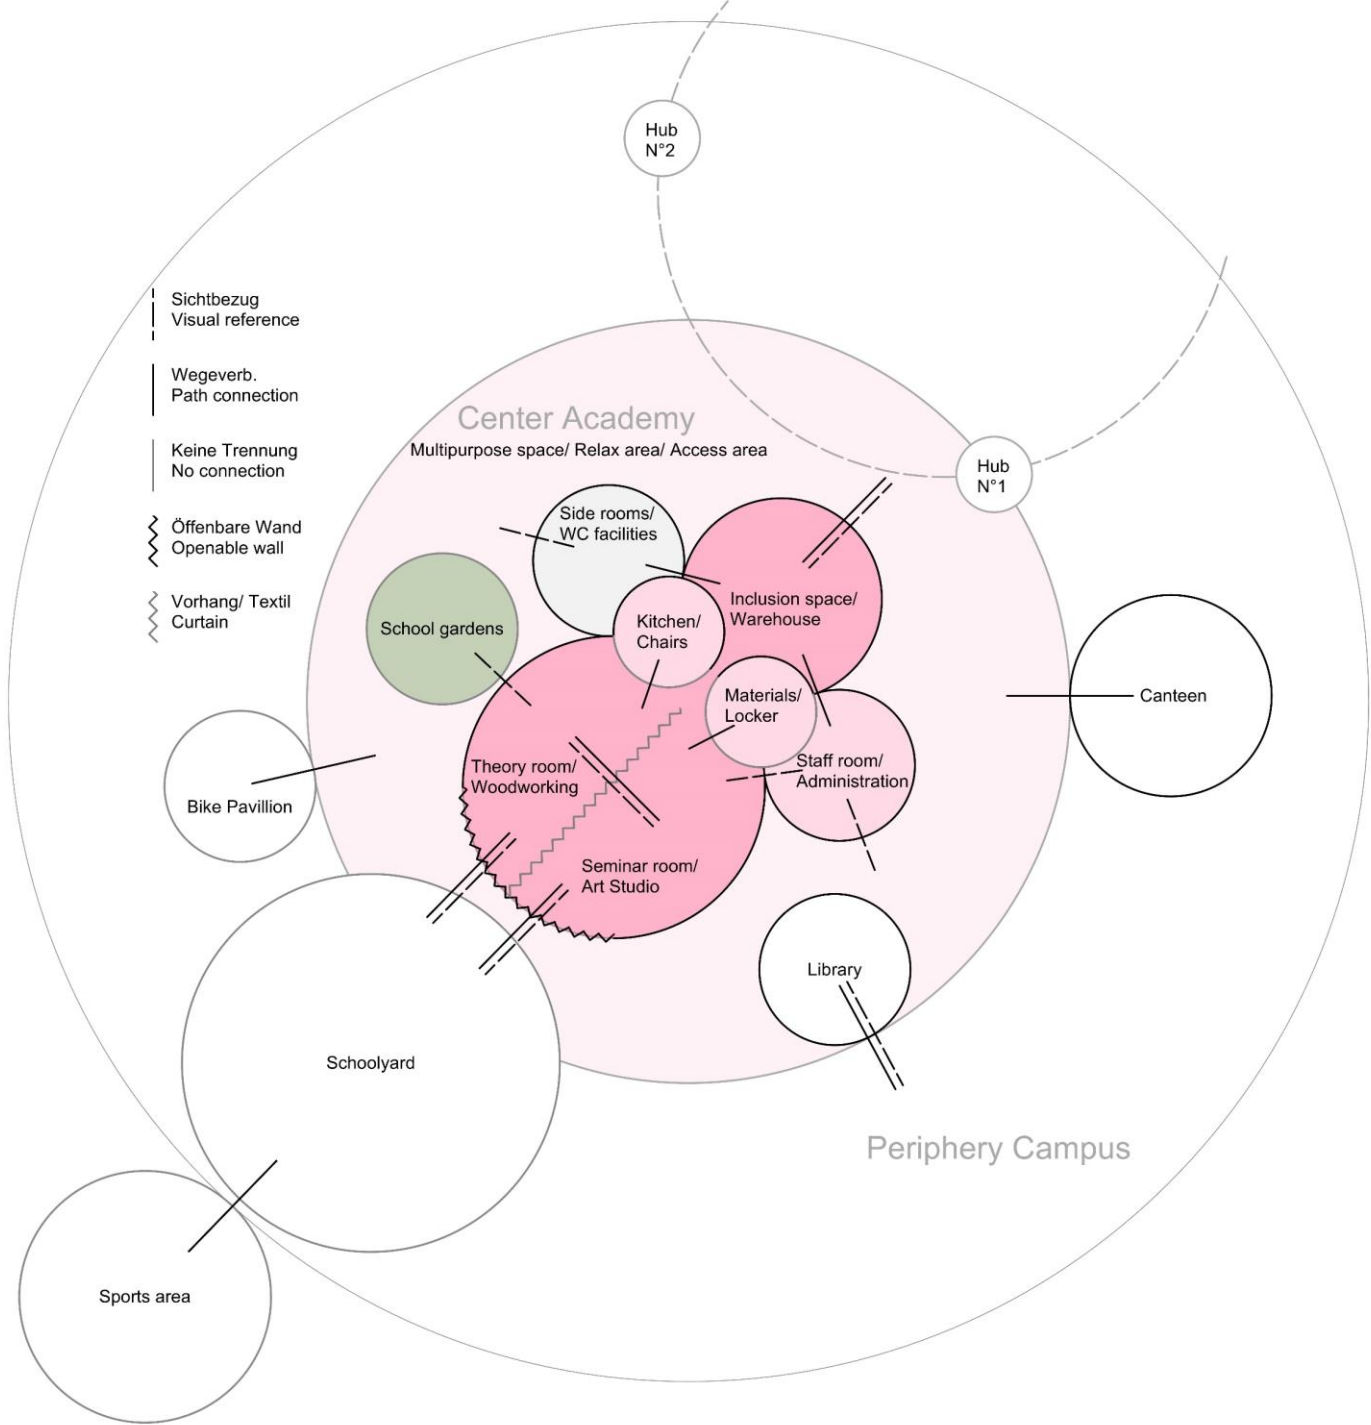 Hub
N°2
Sichtbezug
Visual reference
Wegeverb.
Path connection
Keine Trennung
No connection
Öffenbare Wand
Openable wall
Vorhang/ Textil
Curtain
Center Academy
Multipurpose space/ Relax area/ Access area
Hub
N°1
Side rooms/
WC facilities
School gardens
Kitchen/
Chairs
Inclusion space/
Warehouse
Materials/
Locker
Canteen
Bike Pavillion
Theory room/
Woodworking
Staff room/
Administration
Seminar room/
Art Studio
Library
Schoolyard
Periphery Campus
Sports area